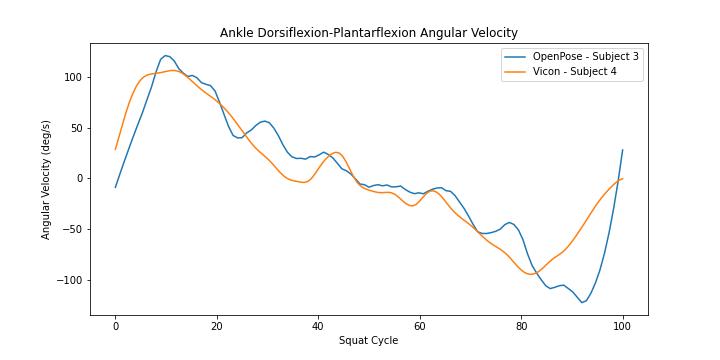 Ankle Dorsiflexion-Plantarflexion Angular Velocity
OpenPose - Subject 3
Vicon - Subject 4
Angular Velocity (deg/s)
100
50
0
−50
−100
0 20 40 60 80 100
Squat Cycle